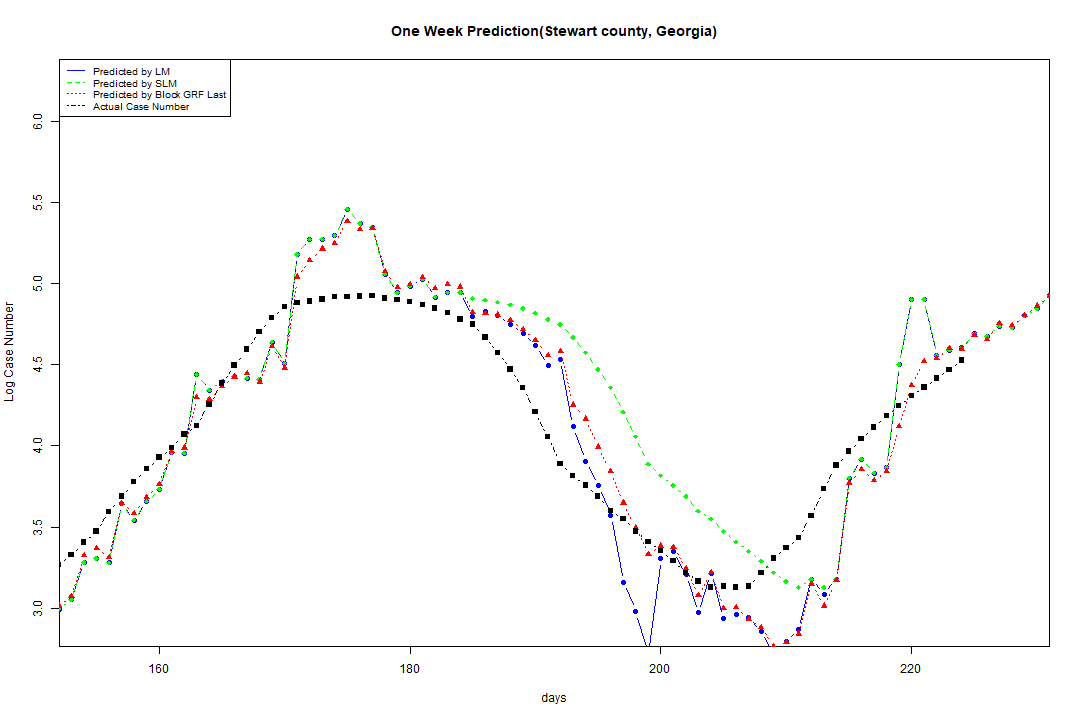 One Week Prediction(Stewart county, Georgia)
Predicted by LM
Predicted by SLM
Predicted by Block GRF Last
Actual Case Number
6.0
5.5
5.0
4.5
4.0
3.5
3.0
Log Case Number
160 180 200 220
days